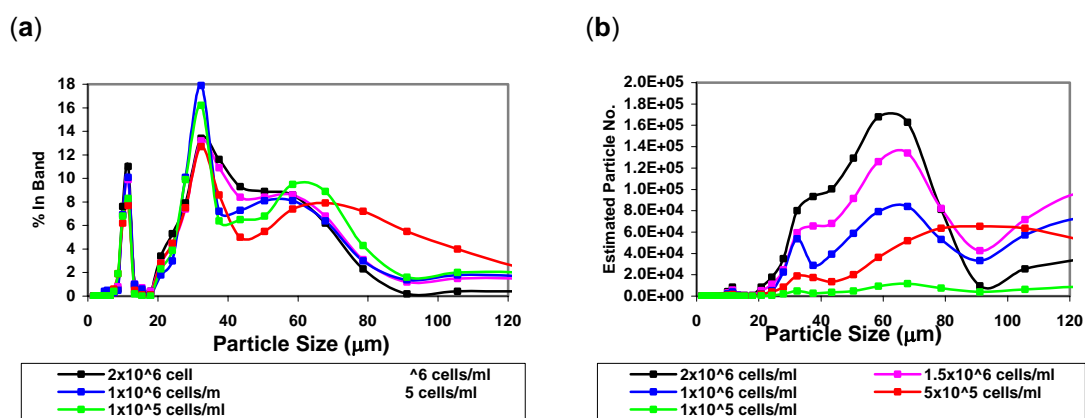 (a)
(b)
% In Band
18
16
14
12
10
8
6
4
2
0
0 20 40 60 80 100 120
Particle Size (μm)
2x10^6 cell
^6 cells/ml
1x10^6 cells/m
5 cells/ml
1x10^5 cells/ml
Estimated Particle No.
2.0E+05
1.8E+05
1.6E+05
1.4E+05
1.2E+05
1.0E+05
8.0E+04
6.0E+04
4.0E+04
2.0E+04
0.0E+00
0 20 40 60 80 100 120
Particle Size (μm)
2x10^6 cells/ml
1.5x10^6 cells/ml
1x10^6 cells/ml
5x10^5 cells/ml
1x10^5 cells/ml